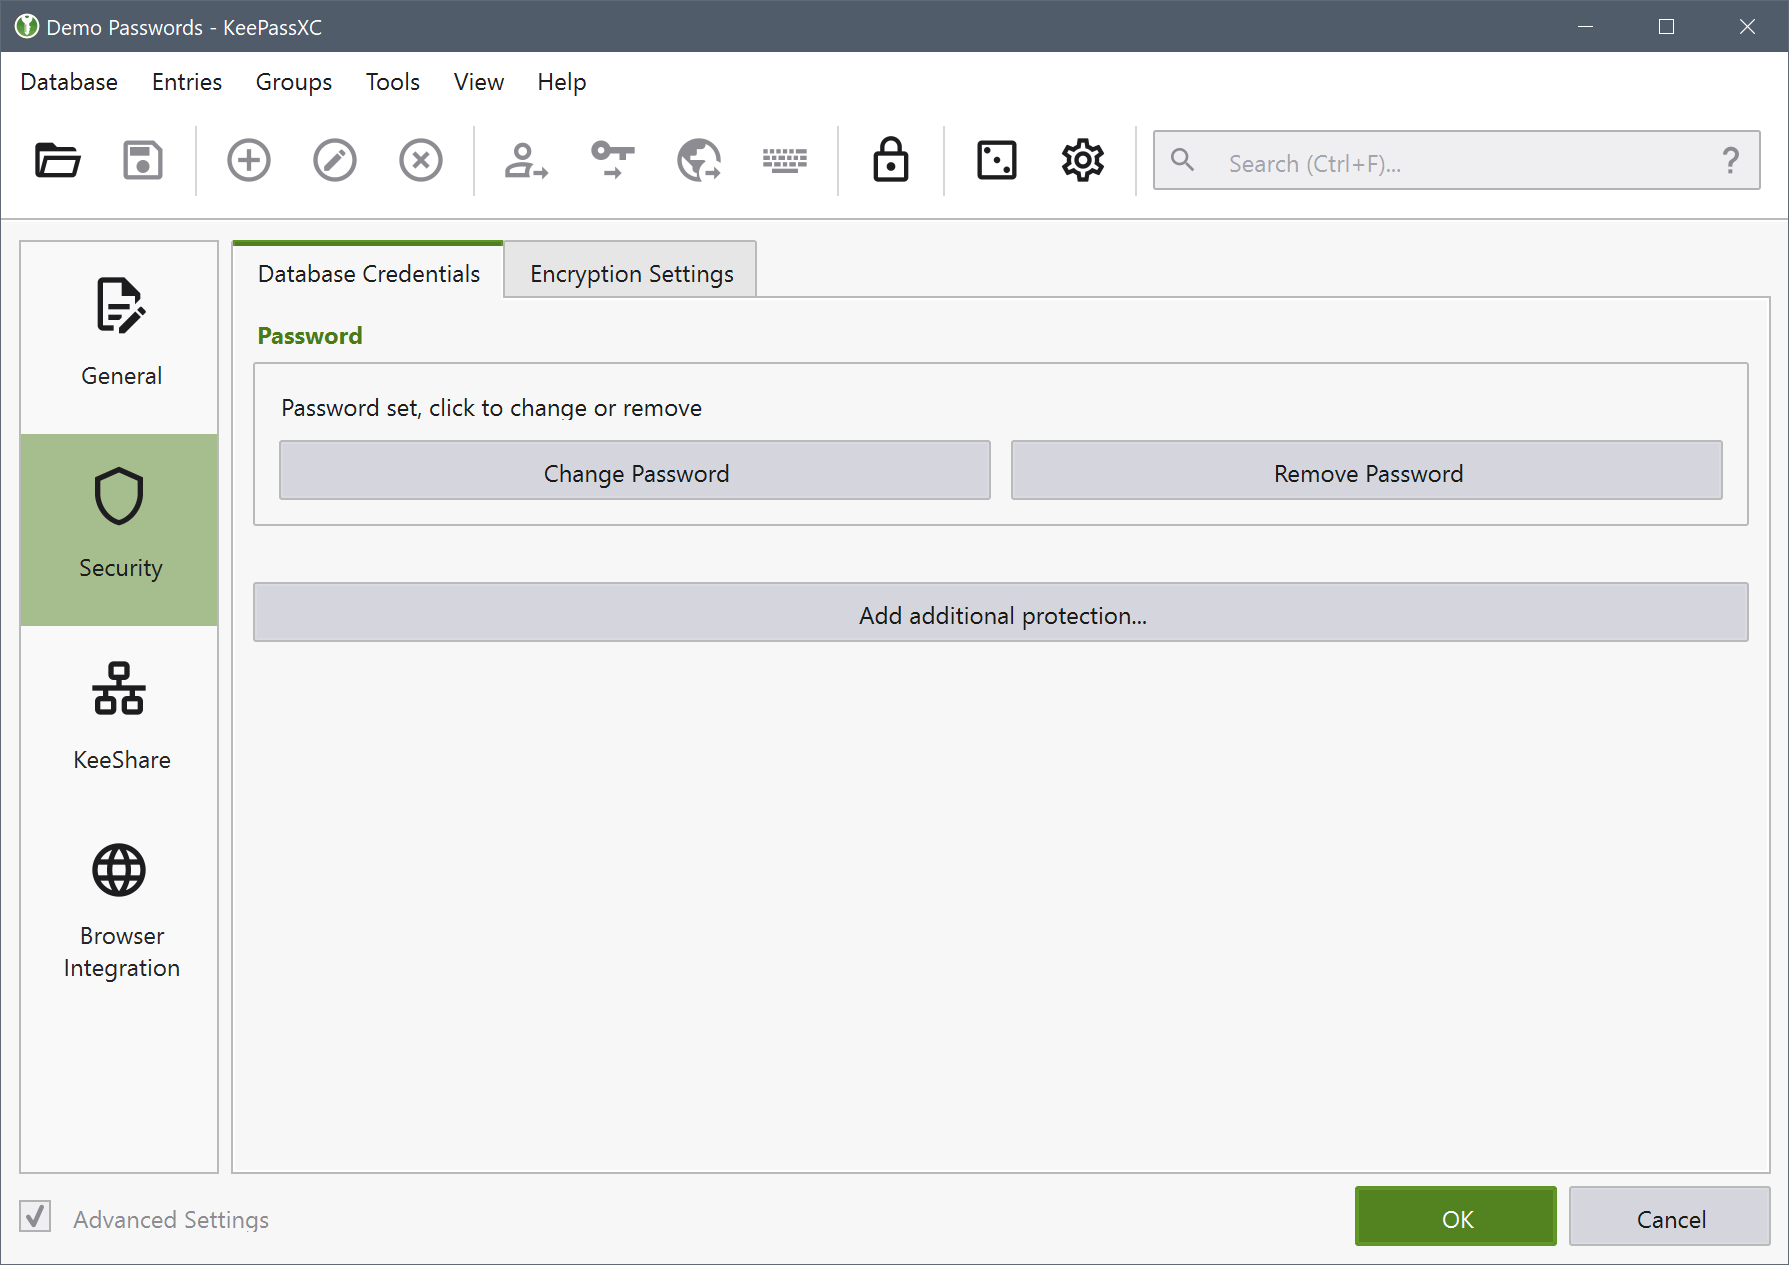 Demo Passwords - KeePassXC
Database Entries Groups Tools View Help
Search (Ctrl+F)... ?
General
Security
KeeShare
Browser
Integration
Database Credentials
Encryption Settings
Password
Password set, click to change or remove
Change Password
Remove Password
Add additional protection...
Advanced Settings
OK
Cancel